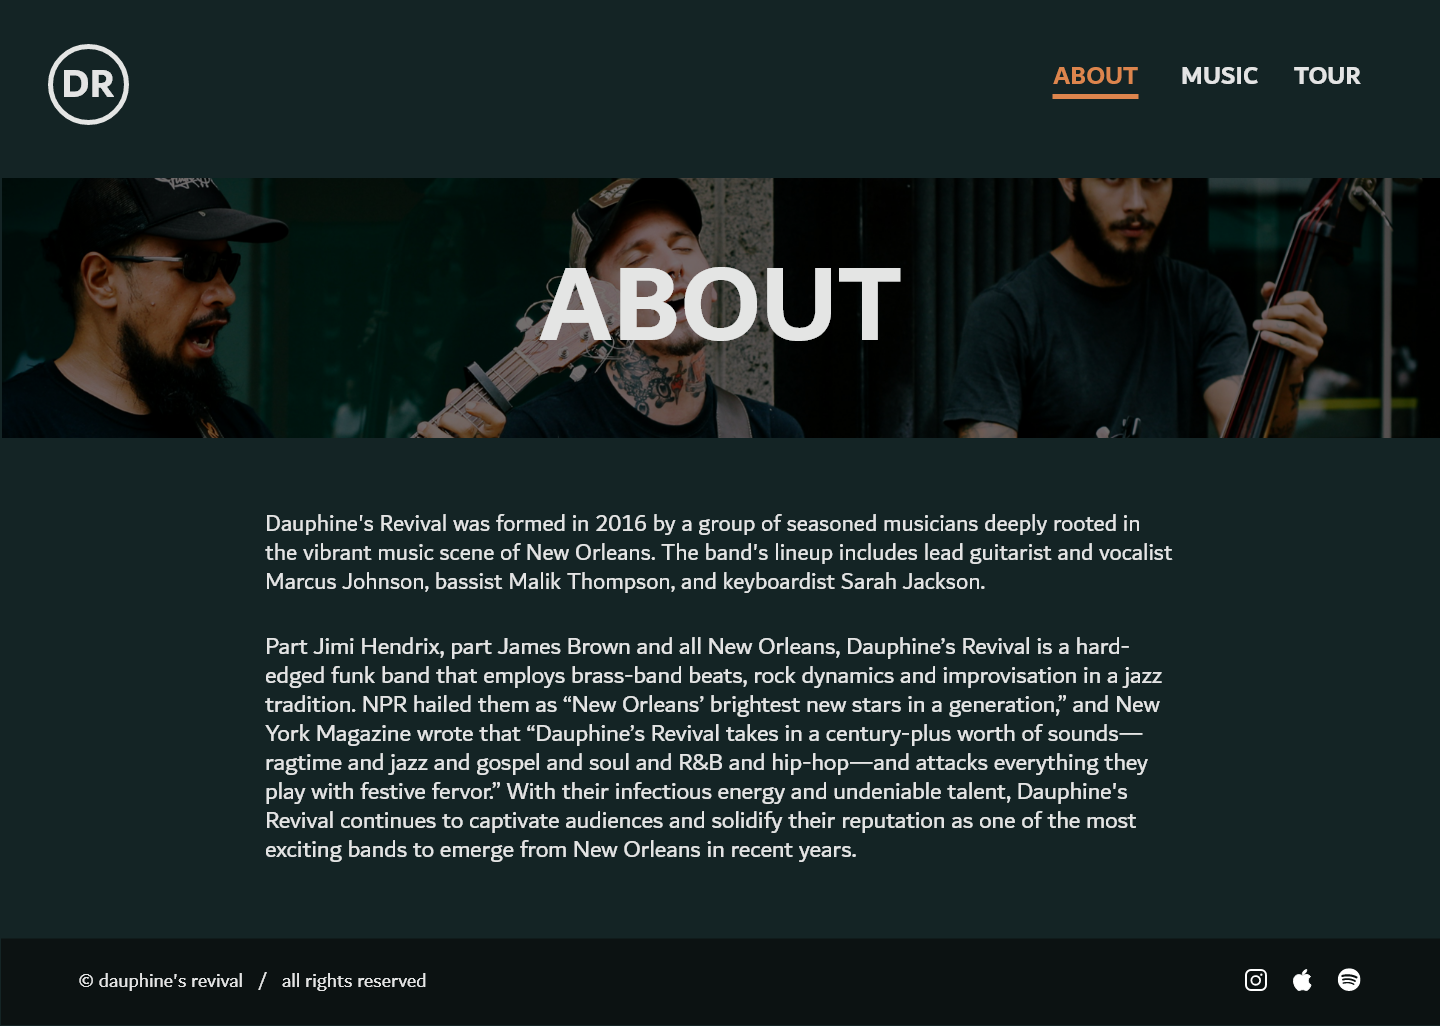 DR
ABOUT MUSIC TOUR
ABOUT
Dauphine's Revival was formed in 2016 by a group of seasoned musicians deeply rooted in
the vibrant music scene of New Orleans. The band's lineup includes lead guitarist and vocalist
Marcus Johnson, bassist Malik Thompson, and keyboardist Sarah Jackson.
Part Jimi Hendrix, part James Brown and all New Orleans, Dauphine’s Revival is a hard-
edged funk band that employs brass-band beats, rock dynamics and improvisation in a jazz
tradition. NPR hailed them as “New Orleans’ brightest new stars in a generation,” and New
York Magazine wrote that “Dauphine’s Revival takes in a century-plus worth of sounds—
ragtime and jazz and gospel and soul and R&B and hip-hop—and attacks everything they
play with festive fervor.” With their infectious energy and undeniable talent, Dauphine's
Revival continues to captivate audiences and solidify their reputation as one of the most
exciting bands to emerge from New Orleans in recent years.
© dauphine's revival / all rights reserved